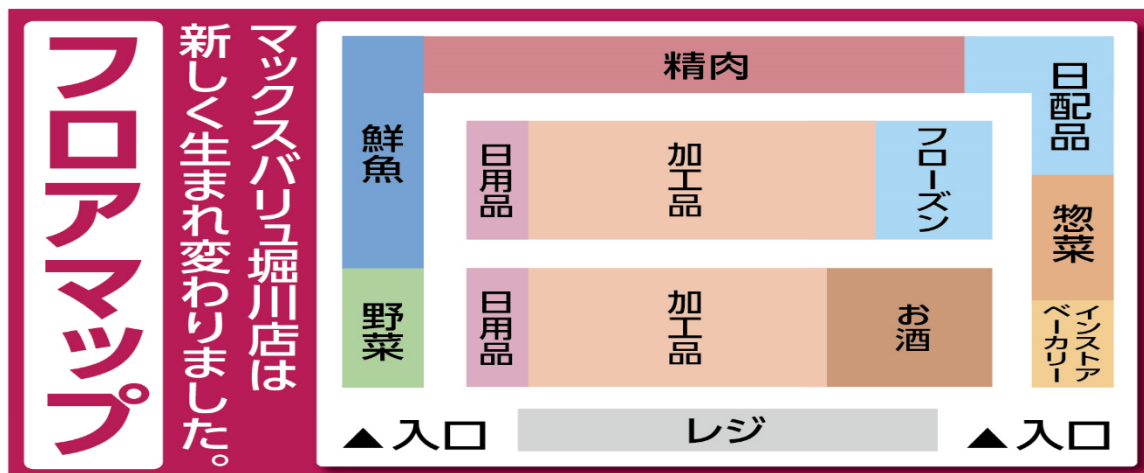 フロアマップ
マックスバリュ堀川店は
新しく生まれ変わりました。
精肉
日配品
鮮魚
日用品
加工品
フローズン
惣菜
野菜
日用品
加工品
お酒
インストア
ベーカリー
▲入口
レジ
▲入口